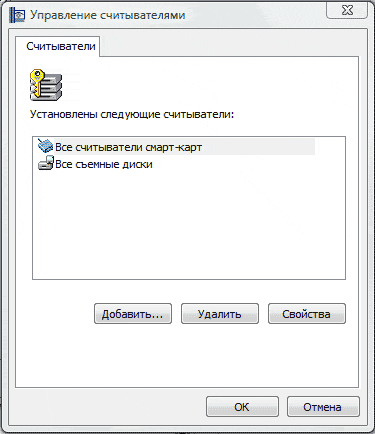 Управление считывателями
Считыватели
Установлены следующие считыватели:
Все считыватели смарт-карт
Все съемные диски
Добавить... Удалить Свойства
OK Отмена